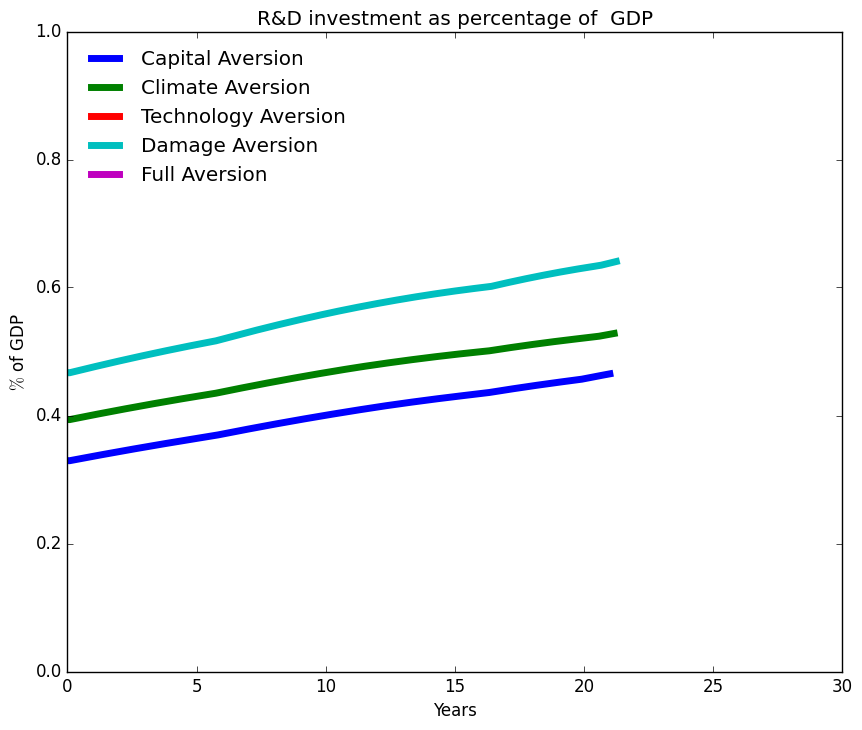 R&D investment as percentage of  GDP
Capital Aversion
Climate Aversion
Technology Aversion
Damage Aversion
Full Aversion
% of GDP
1.0
0.8
0.6
0.4
0.2
0.0
0 5 10 15 20 25 30
Years